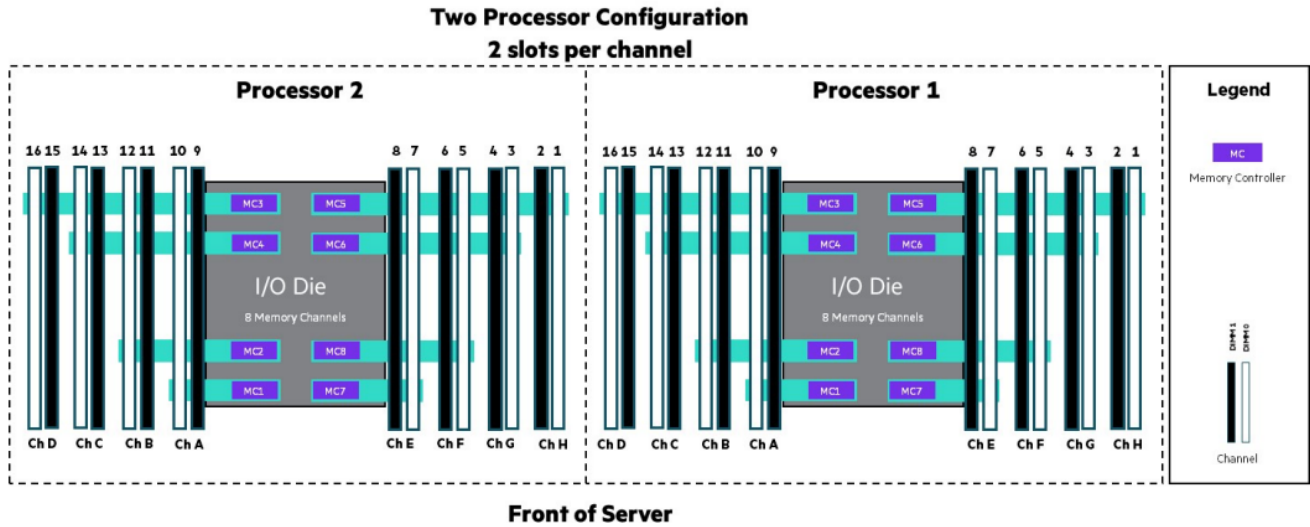 Two Processor Configuration
2 slots per channel
Processor 2
16 15 14 13 12 11 10 9 8 7 6 5 4 3 2 1
MC3 MC5
MC4 MC6
I/O Die
8 Memory Channels
MC2 MC8
MC1 MC7
Ch D Ch C Ch B Ch A Ch E Ch F Ch G Ch H
Processor 1
16 15 14 13 12 11 10 9 8 7 6 5 4 3 2 1
MC3 MC5
MC4 MC6
I/O Die
8 Memory Channels
MC2 MC8
MC1 MC7
Ch D Ch C Ch B Ch A Ch E Ch F Ch G Ch H
Legend
MC
Memory Controller
DIMM 1
DIMM 0
Channel
Front of Server